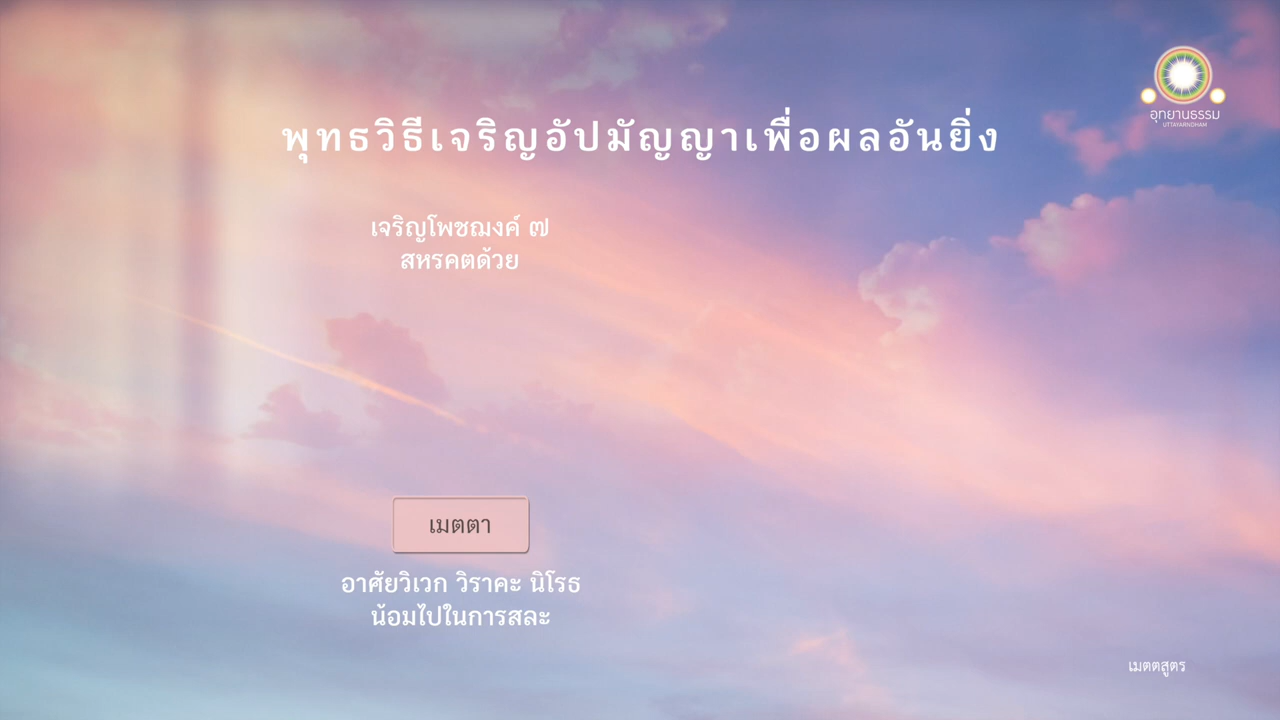 อุทยานธรรม
UTTAYARNDHAM
พุทธวิธีเจริญอัปมัญญาเพื่อผลอันยิ่ง
เจริญโพชฌงค์ ๗
สหรคตด้วย
เมตตา
อาศัยวิเวก วิราคะ นิโรธ
น้อมไปในการสละ
เมตตสูตร